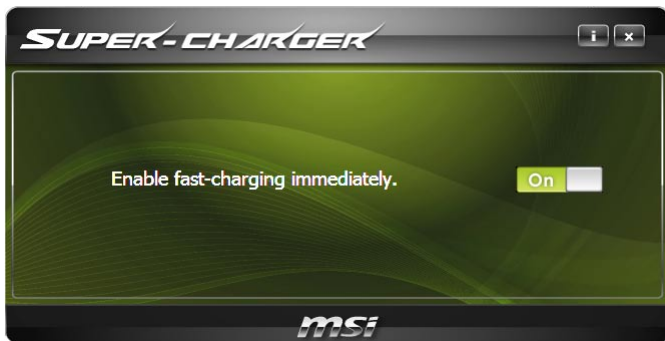 SUPER-CHARGER
i x
Enable fast-charging immediately.
On
msi